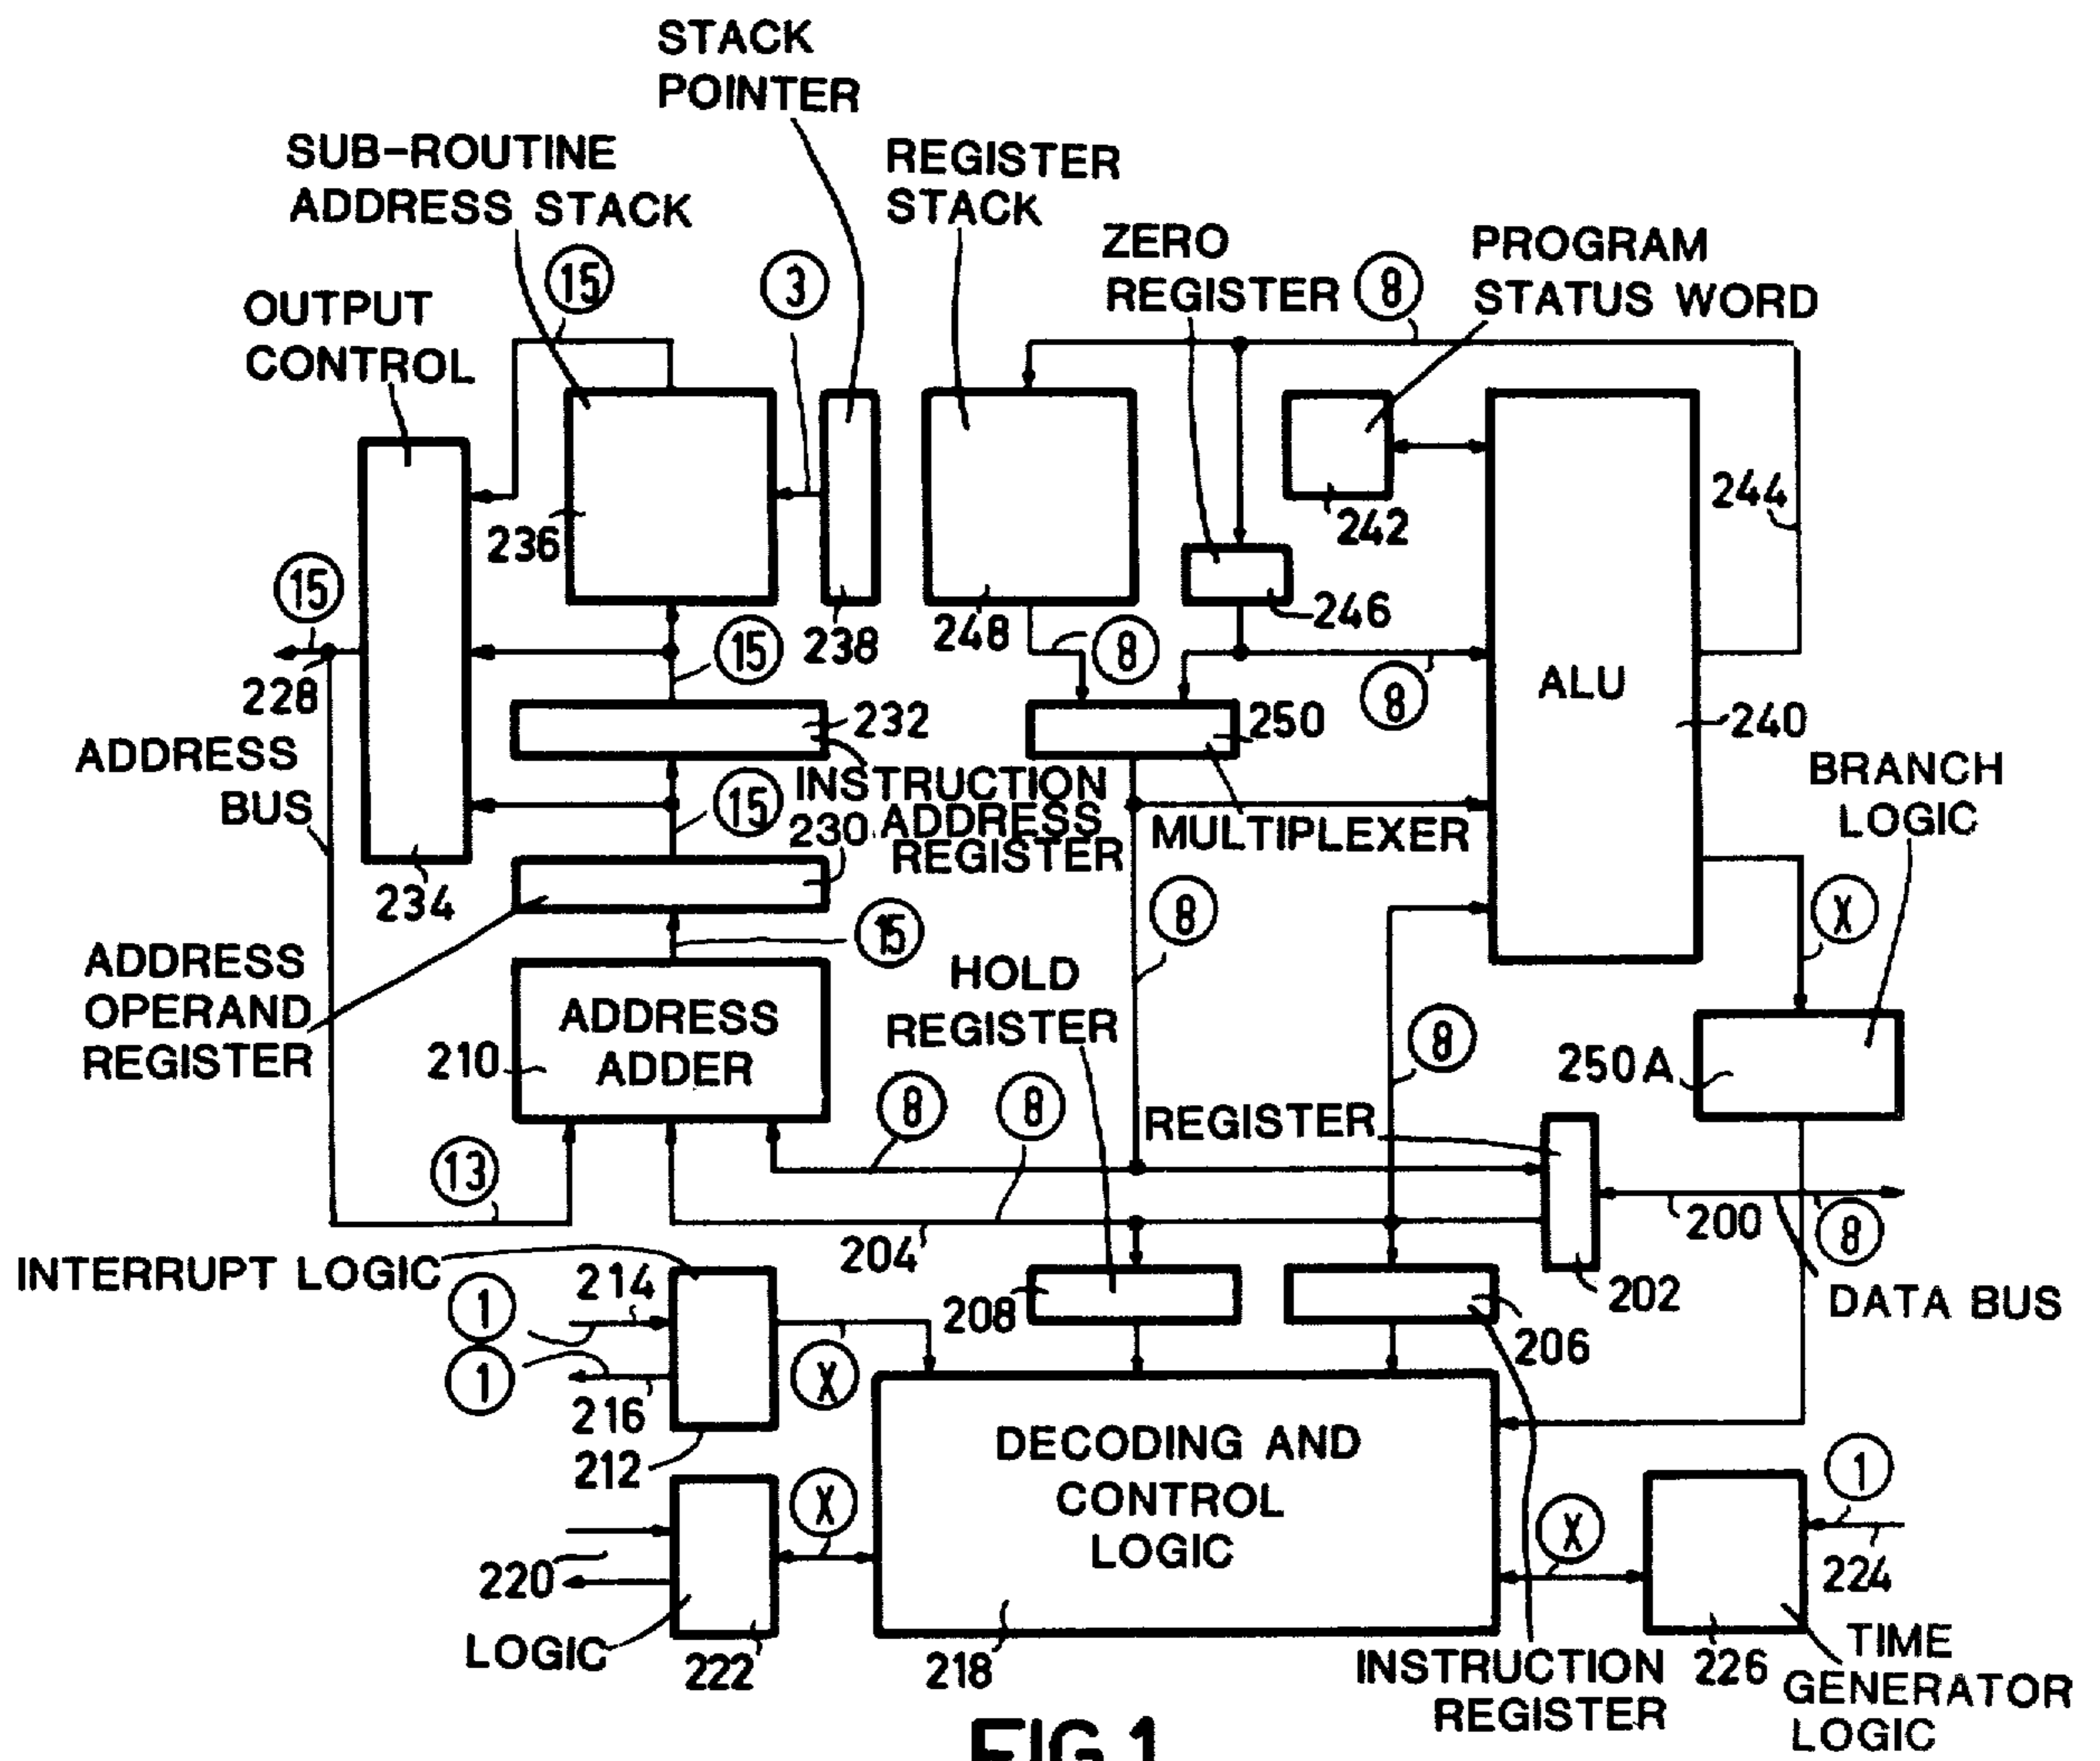 STACK
POINTER
SUB-ROUTINE
ADDRESS STACK
REGISTER
STACK
ZERO
REGISTER
PROGRAM
STATUS WORD
OUTPUT
CONTROL
15
3
8
236
238
248
242
246
244
15
228
15
8
8
ALU
240
232
250
ADDRESS
BUS
INSTRUCTION
ADDRESS
REGISTER
15
230
MULTIPLEXER
BRANCH
LOGIC
234
8
X
15
ADDRESS
OPERAND
REGISTER
ADDRESS
ADDER
210
HOLD
REGISTER
8
250A
8
8
REGISTER
13
204
200
8
INTERRUPT LOGIC
214
1
1
216
212
X
208
206
202
DATA BUS
DECODING AND
CONTROL
LOGIC
X
X
1
224
220
LOGIC
222
218
INSTRUCTION
REGISTER
226
TIME
GENERATOR
LOGIC
FIG.1